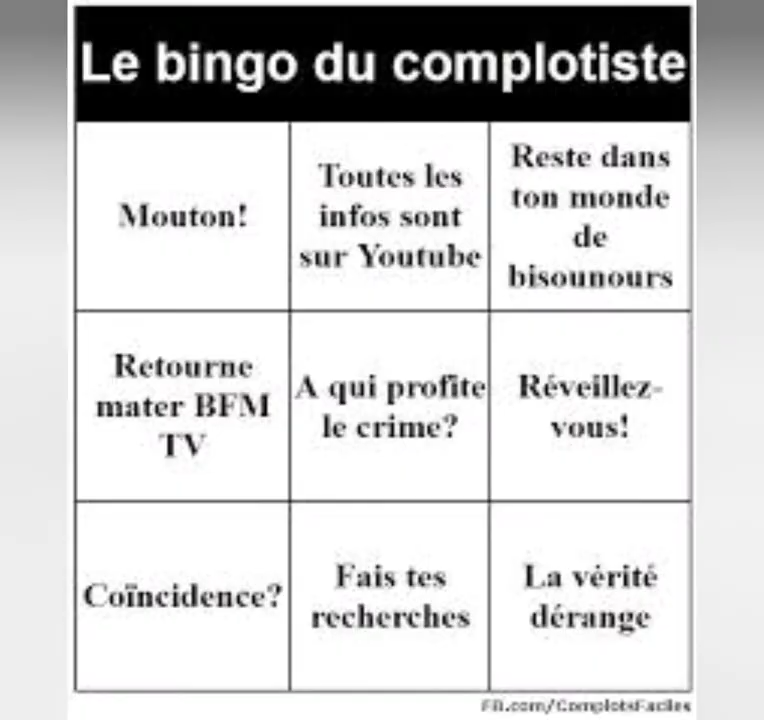 Le bingo du complotiste
Mouton!
Toutes les
infos sont
sur Youtube
Reste dans
ton monde
de
bisounours
Retourne
mater BFM
TV
A qui profite
le crime?
Réveillez-
vous!
Coïncidence?
Fais tes
recherches
La vérité
dérange
FB.com/ComplotsFaciles